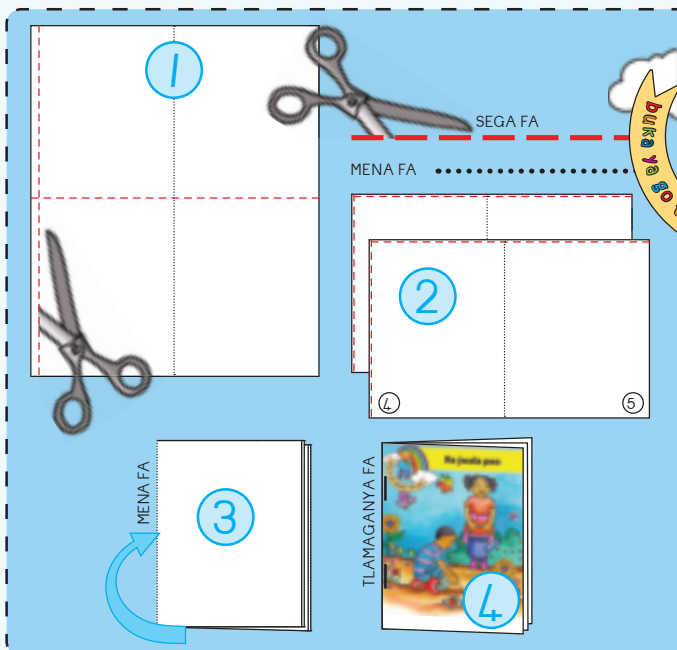 1
SEGA FA
MENA FA
buka ya go
2
4
5
MENA FA
3
TLAMAGANYA FA
Re jwala peo
4